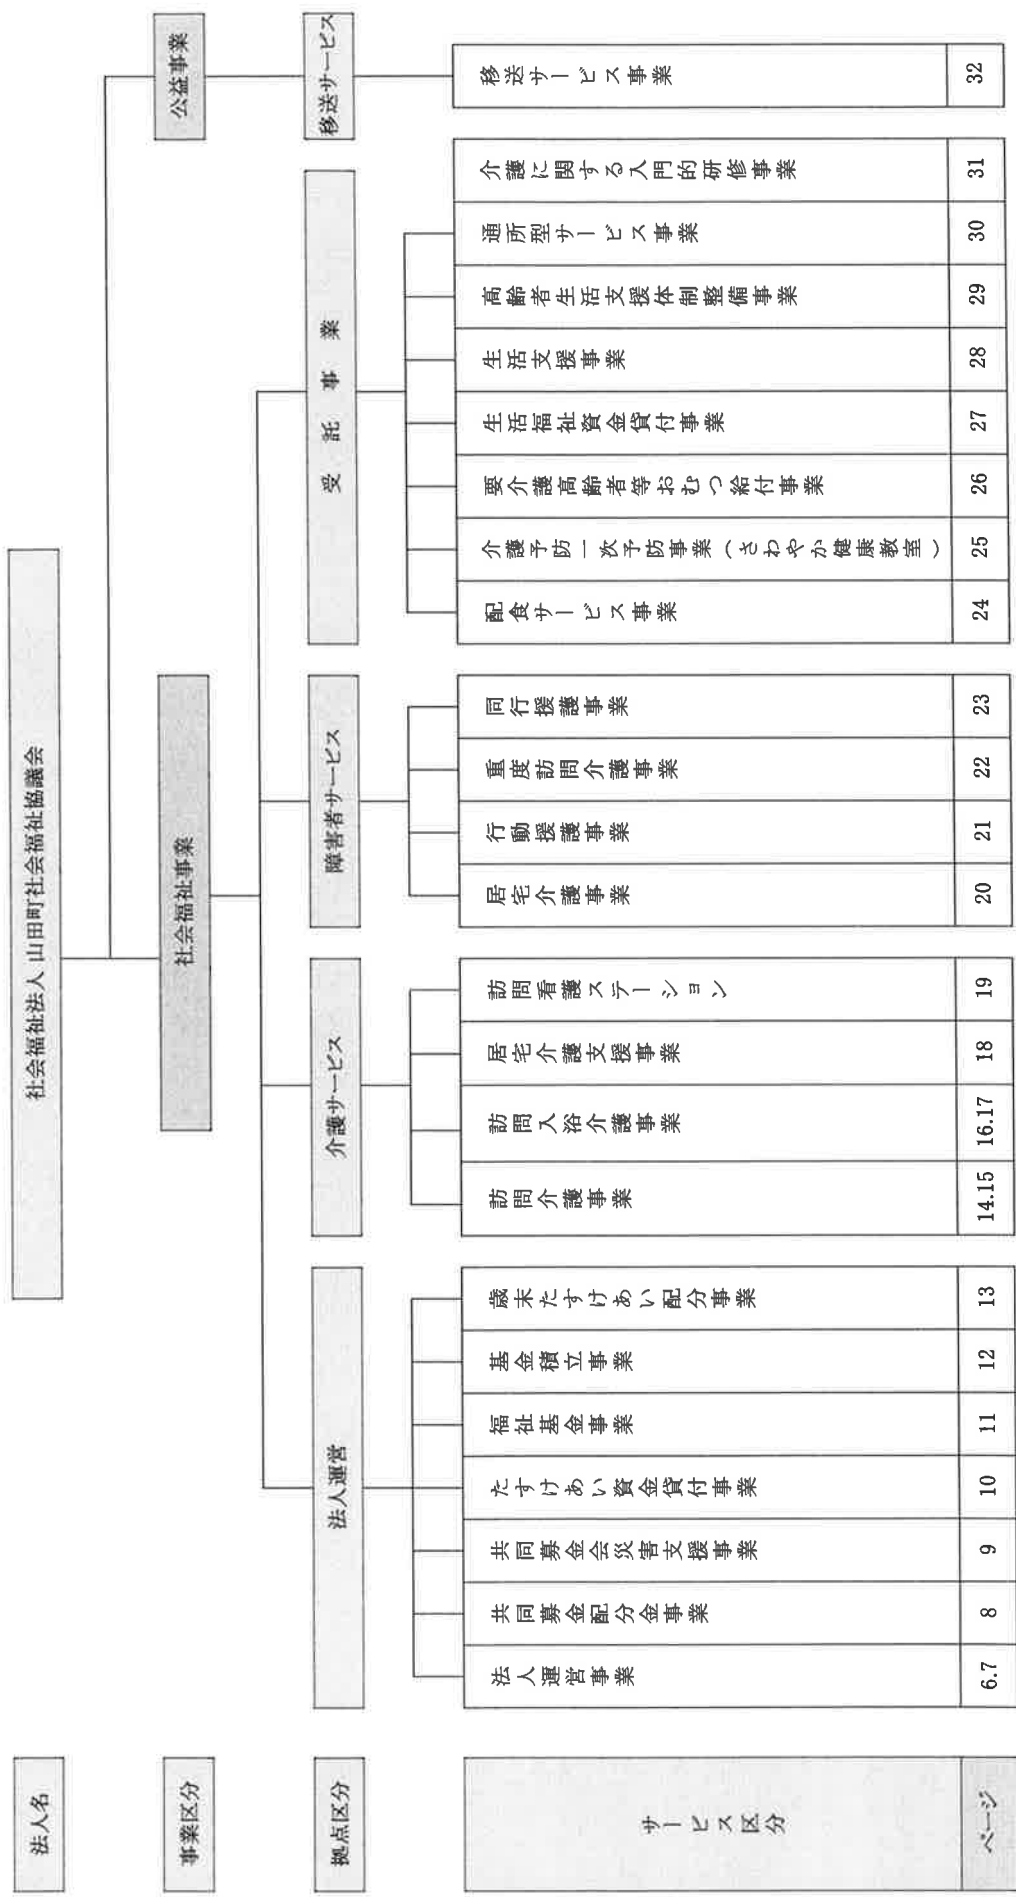 法人名
社会福祉法人 山田町社会福祉協議会
事業区分
社会福祉事業
公益事業
拠点区分
法人運営
介護サービス
障害者サービス
受託事業
移送サービス
サービス区分
法人運営事業
共同募金配分金事業
共同募金会災害支援事業
たすけあい資金貸付事業
福祉基金事業
基金積立事業
歳末たすけあい配分事業
訪問介護事業
訪問入浴介護事業
居宅介護支援事業
訪問看護ステーション
居宅介護事業
行動援護事業
重度訪問介護事業
同行援護事業
配食サービス事業
介護予防一次予防事業(さわやか健康教室)
要介護高齢者等おむつ給付事業
生活福祉資金貸付事業
生活支援事業
高齢者生活支援体制整備事業
通所型サービス事業
介護に関する入門的研修事業
移送サービス事業
ページ
6.7
8
9
10
11
12
13
14.15
16.17
18
19
20
21
22
23
24
25
26
27
28
29
30
31
32